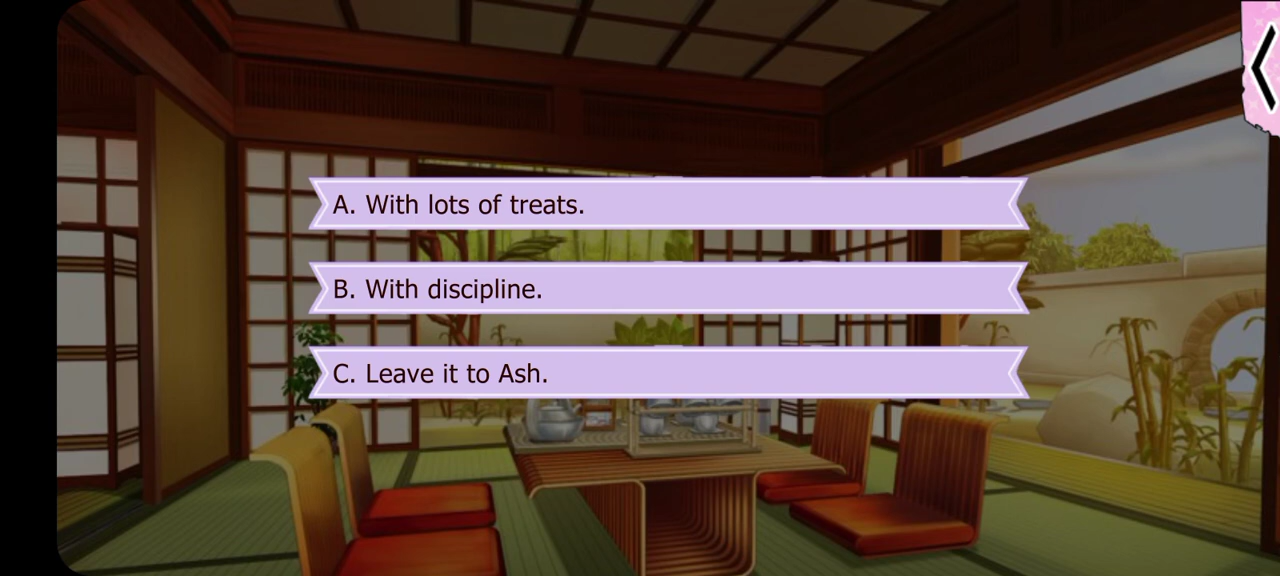 A. With lots of treats.
B. With discipline.
C. Leave it to Ash.